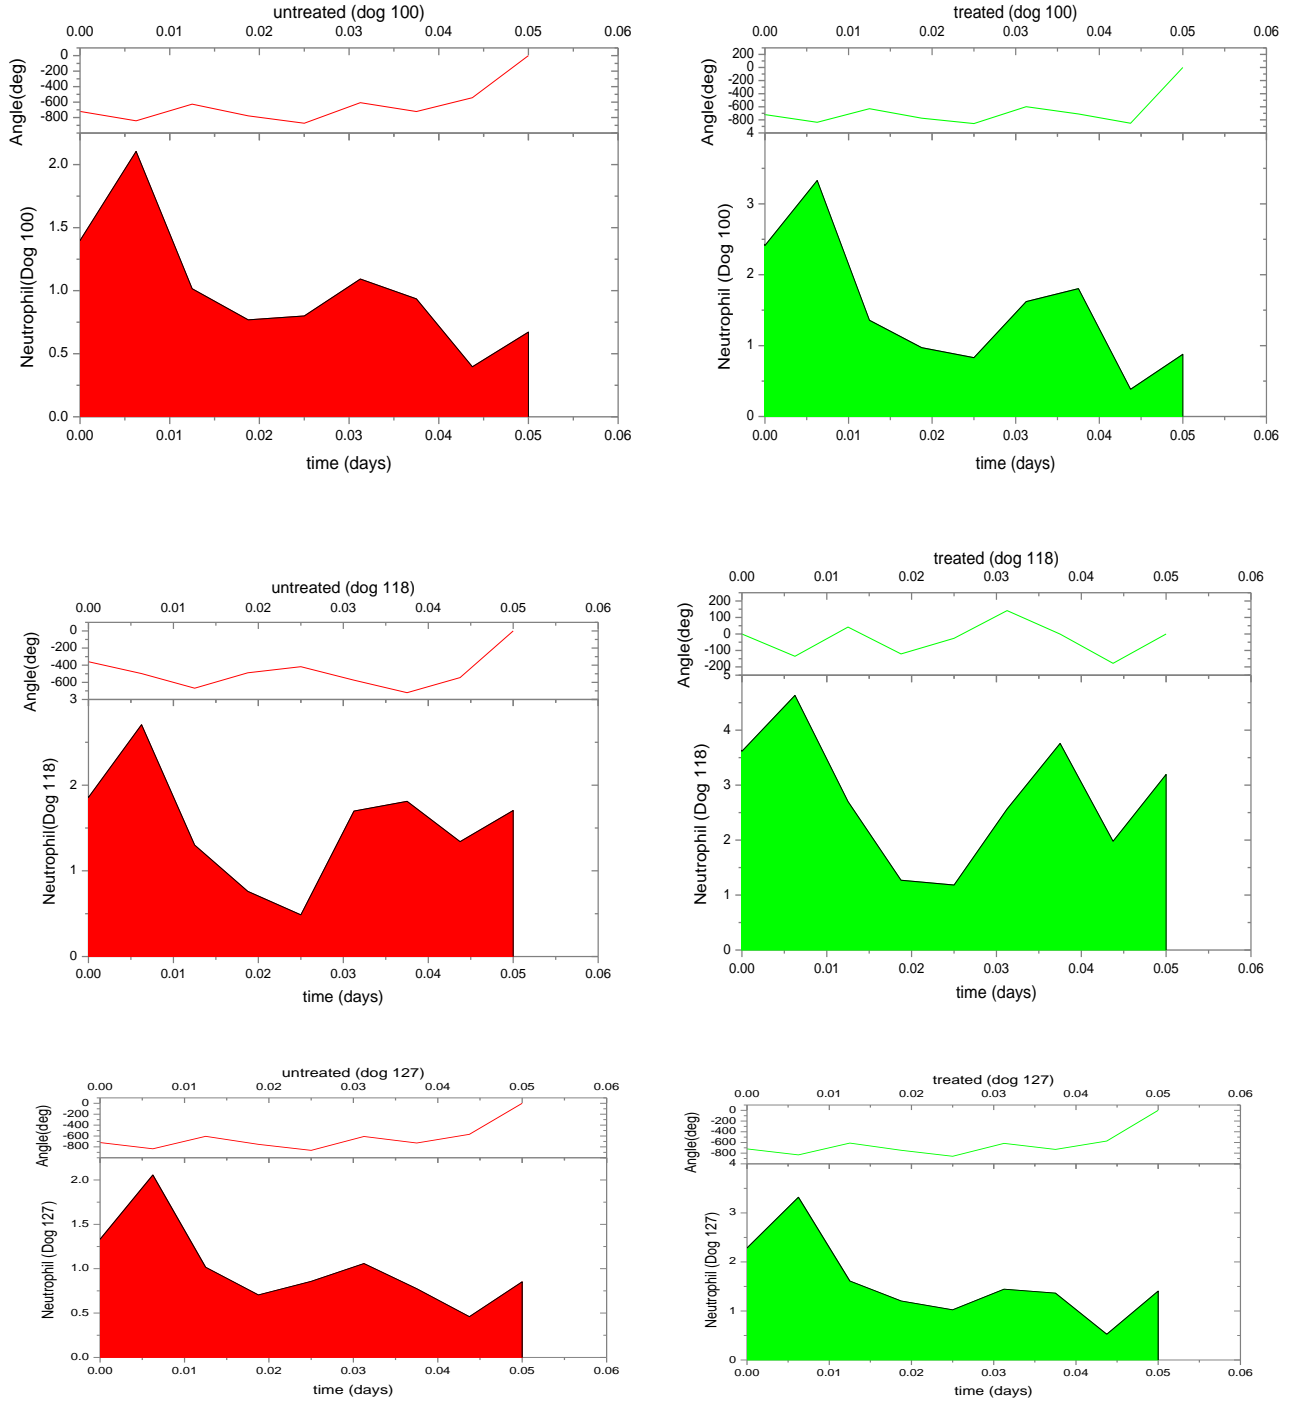 untreated (dog 100)
0.00 0.01 0.02 0.03 0.04 0.05 0.06
0
-200
-400
-600
-800
Angle(deg)
2.0
1.5
1.0
0.5
0.0
Neutrophil(Dog 100)
0.00 0.01 0.02 0.03 0.04 0.05 0.06
time (days)
treated (dog 100)
0.00 0.01 0.02 0.03 0.04 0.05 0.06
200
0
-200
-400
-600
-800
Angle(deg)
4
3
2
1
0
Neutrophil (Dog 100)
0.00 0.01 0.02 0.03 0.04 0.05 0.06
time (days)
untreated (dog 118)
0.00 0.01 0.02 0.03 0.04 0.05 0.06
0
-200
-400
-600
Angle(deg)
3
2
1
0
Neutrophil(Dog 118)
0.00 0.01 0.02 0.03 0.04 0.05 0.06
time (days)
treated (dog 118)
0.00 0.01 0.02 0.03 0.04 0.05 0.06
200
100
0
-100
-200
Angle(deg)
5
4
3
2
1
0
Neutrophil (Dog 118)
0.00 0.01 0.02 0.03 0.04 0.05 0.06
time (days)
untreated (dog 127)
0.00 0.01 0.02 0.03 0.04 0.05 0.06
0
-200
-400
-600
-800
Angle(deg)
2.0
1.5
1.0
0.5
0.0
Neutrophil (Dog 127)
0.00 0.01 0.02 0.03 0.04 0.05 0.06
time (days)
treated (dog 127)
0.00 0.01 0.02 0.03 0.04 0.05 0.06
0
-200
-400
-600
-800
Angle(deg)
4
3
2
1
0
Neutrophil (Dog 127)
0.00 0.01 0.02 0.03 0.04 0.05 0.06
time (days)